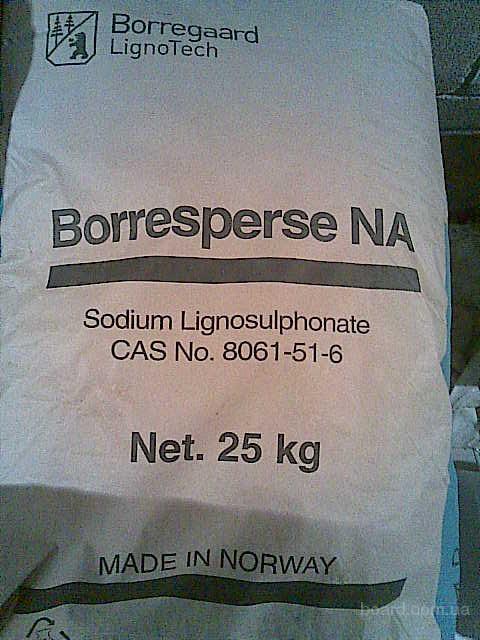 Borregaard
LignoTech
Borresperse NA
Sodium Lignosulphonate
CAS No. 8061-51-6
Net. 25 kg
MADE IN NORWAY
board.com.ua